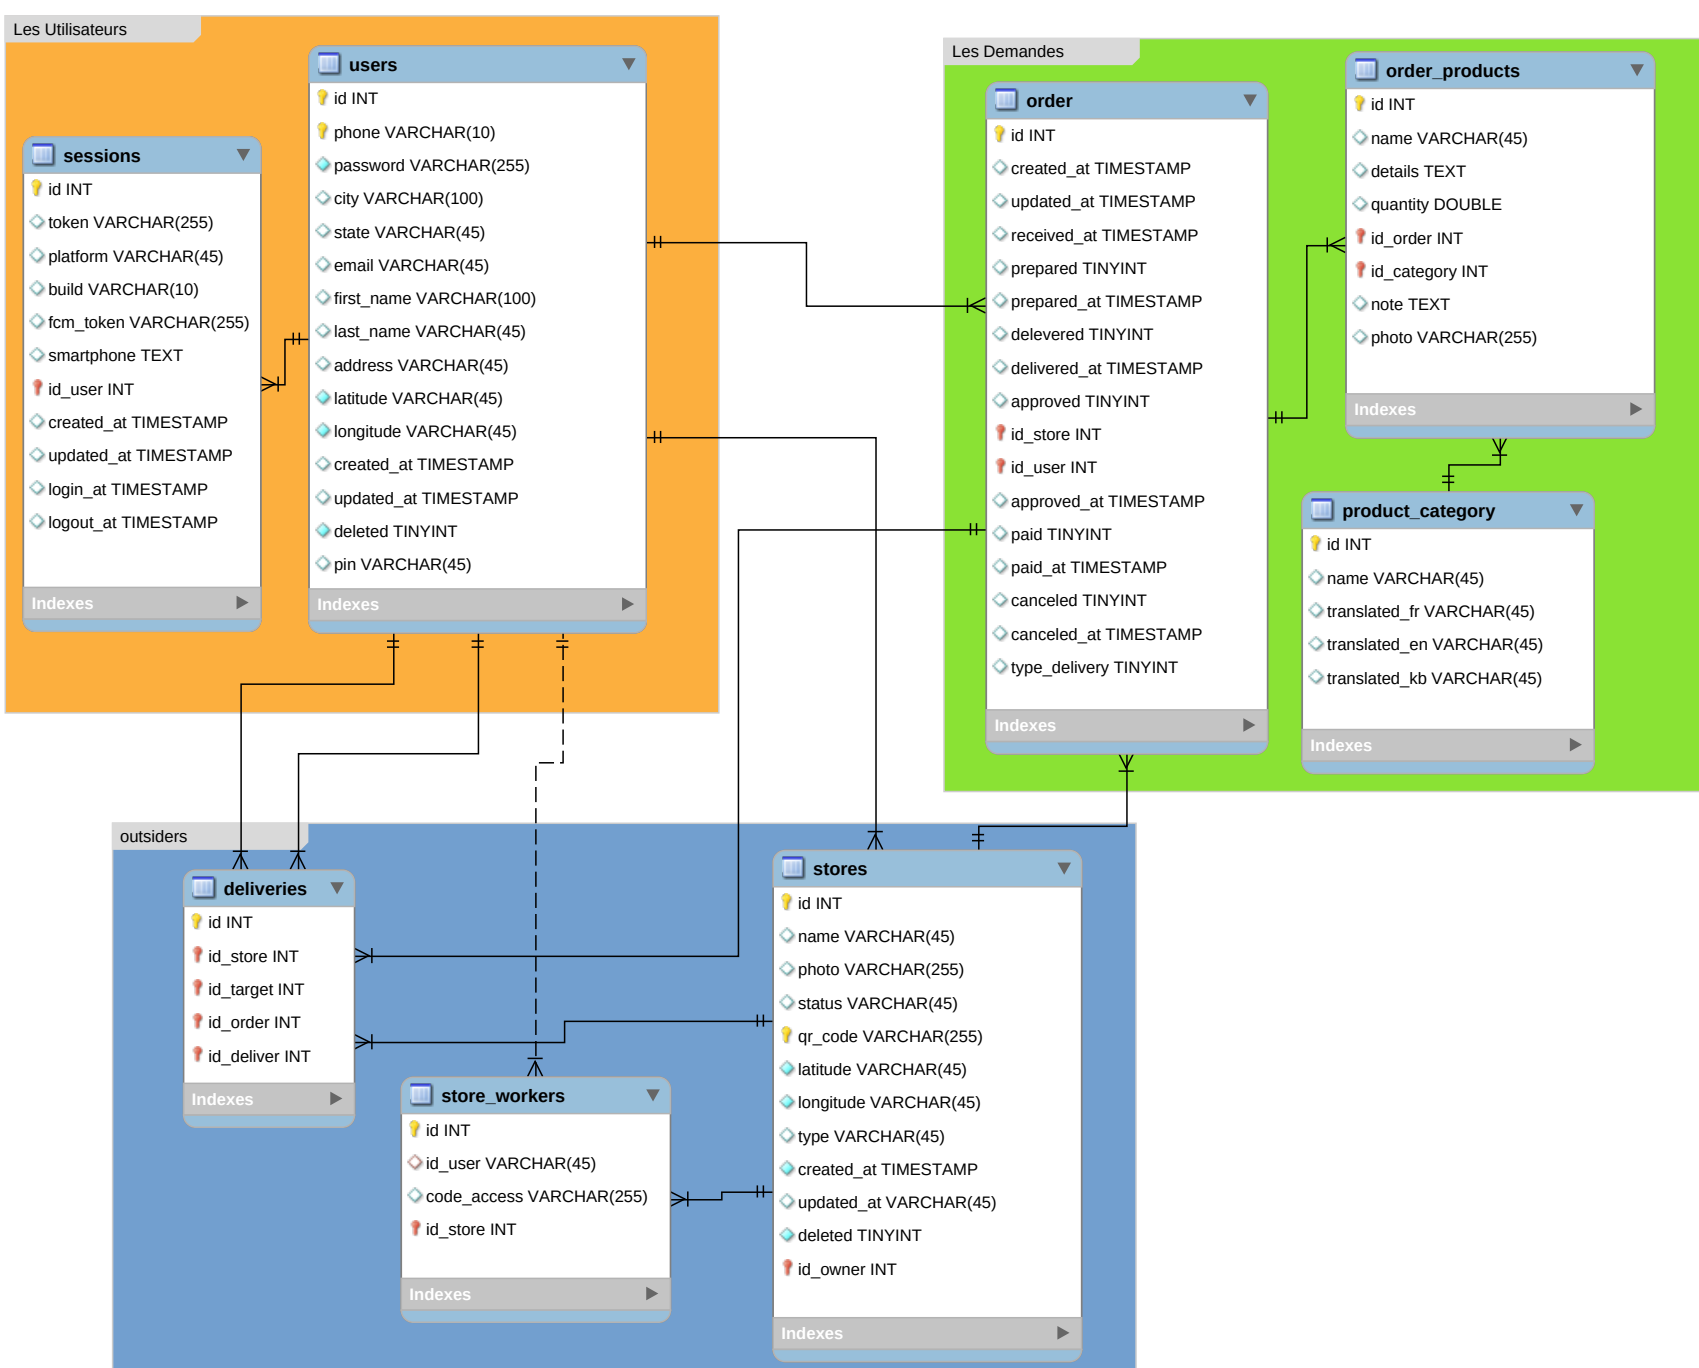 Les Utilisateurs
users
id INT
phone VARCHAR(10)
password VARCHAR(255)
city VARCHAR(100)
state VARCHAR(45)
email VARCHAR(45)
first_name VARCHAR(100)
last_name VARCHAR(45)
address VARCHAR(45)
latitude VARCHAR(45)
longitude VARCHAR(45)
created_at TIMESTAMP
updated_at TIMESTAMP
deleted TINYINT
pin VARCHAR(45)
Indexes
sessions
id INT
token VARCHAR(255)
platform VARCHAR(45)
build VARCHAR(10)
fcm_token VARCHAR(255)
smartphone TEXT
id_user INT
created_at TIMESTAMP
updated_at TIMESTAMP
login_at TIMESTAMP
logout_at TIMESTAMP
Indexes
Les Demandes
order
id INT
created_at TIMESTAMP
updated_at TIMESTAMP
received_at TIMESTAMP
prepared TINYINT
prepared_at TIMESTAMP
delevered TINYINT
delivered_at TIMESTAMP
approved TINYINT
id_store INT
id_user INT
approved_at TIMESTAMP
paid TINYINT
paid_at TIMESTAMP
canceled TINYINT
canceled_at TIMESTAMP
type_delivery TINYINT
Indexes
order_products
id INT
name VARCHAR(45)
details TEXT
quantity DOUBLE
id_order INT
id_category INT
note TEXT
photo VARCHAR(255)
Indexes
product_category
id INT
name VARCHAR(45)
translated_fr VARCHAR(45)
translated_en VARCHAR(45)
translated_kb VARCHAR(45)
Indexes
outsiders
deliveries
id INT
id_store INT
id_target INT
id_order INT
id_deliver INT
Indexes
store_workers
id INT
id_user VARCHAR(45)
code_access VARCHAR(255)
id_store INT
Indexes
stores
id INT
name VARCHAR(45)
photo VARCHAR(255)
status VARCHAR(45)
qr_code VARCHAR(255)
latitude VARCHAR(45)
longitude VARCHAR(45)
type VARCHAR(45)
created_at TIMESTAMP
updated_at VARCHAR(45)
deleted TINYINT
id_owner INT
Indexes